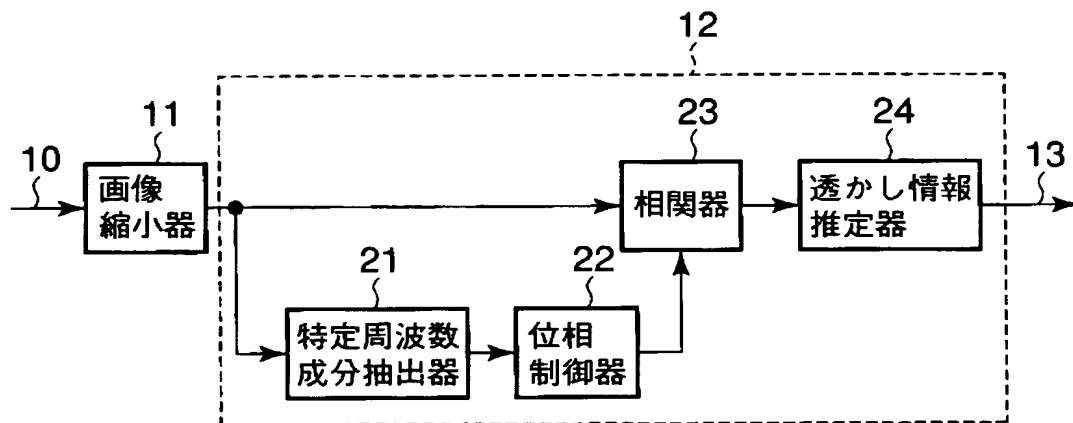 12
11
23
24
10
13
画像
縮小器
相関器
透かし情報
推定器
21
22
特定周波数
成分抽出器
位相
制御器